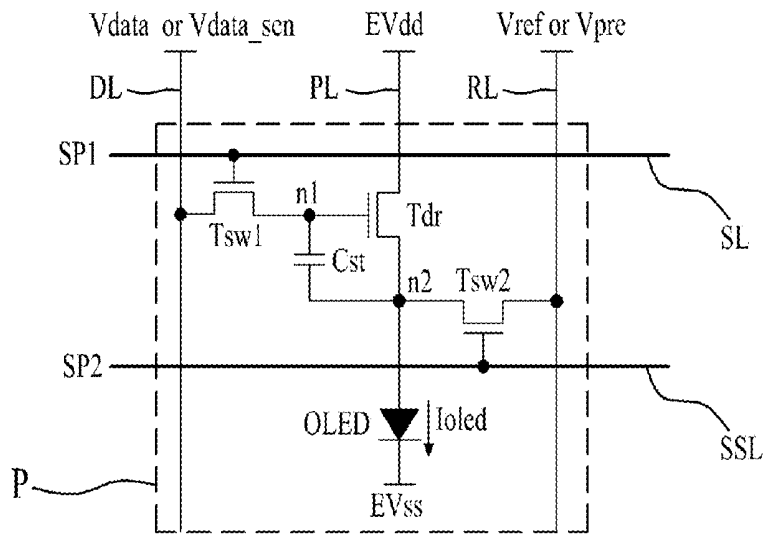 Vdata or Vdata_sen EVdd Vref or Vpre
DL PL RL
SP1
n1
Tdr
Tsw1
SL
Cst
n2 Tsw2
SP2
OLED Ioled
SSL
P
EVss